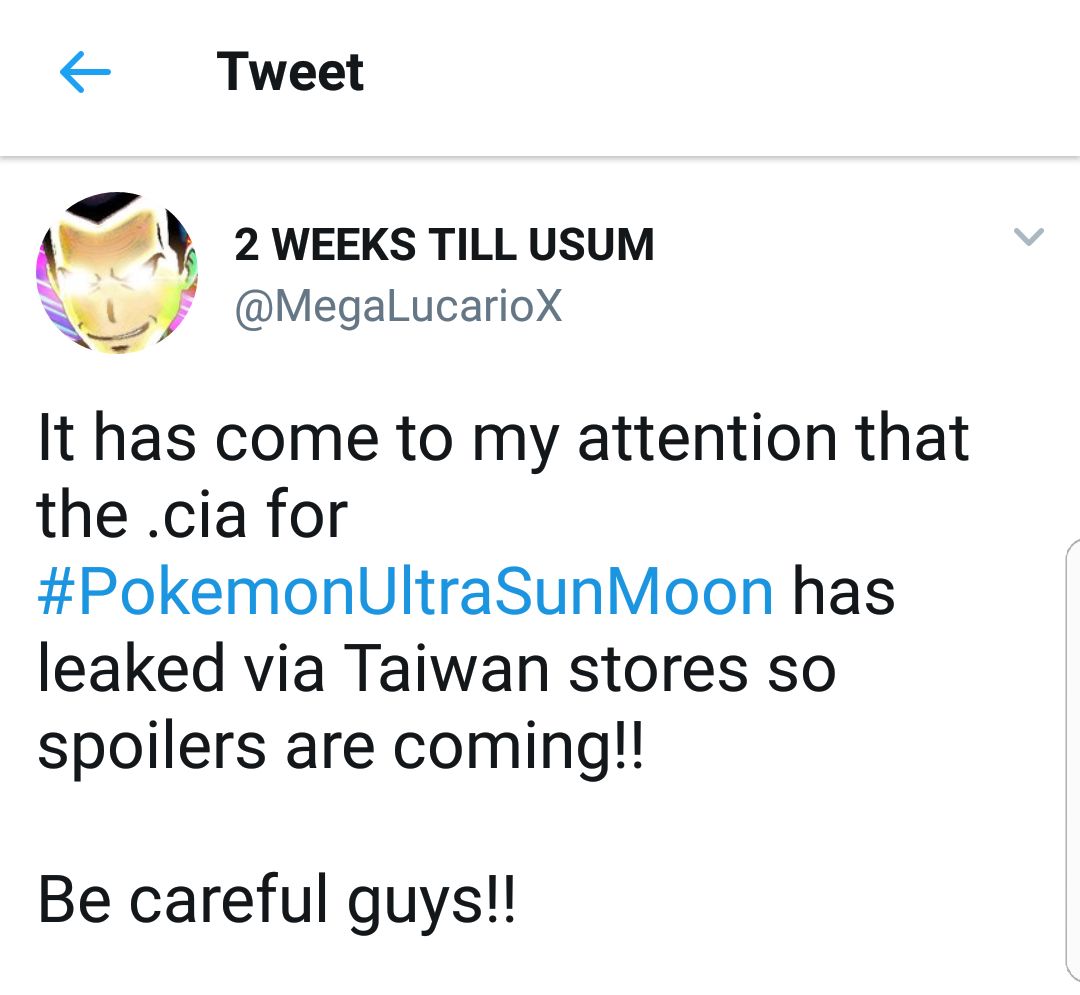 Tweet
2 WEEKS TILL USUM
@MegaLucarioX
It has come to my attention that
the .cia for
#PokemonUltraSunMoon has
leaked via Taiwan stores so
spoilers are coming!!
Be careful guys!!